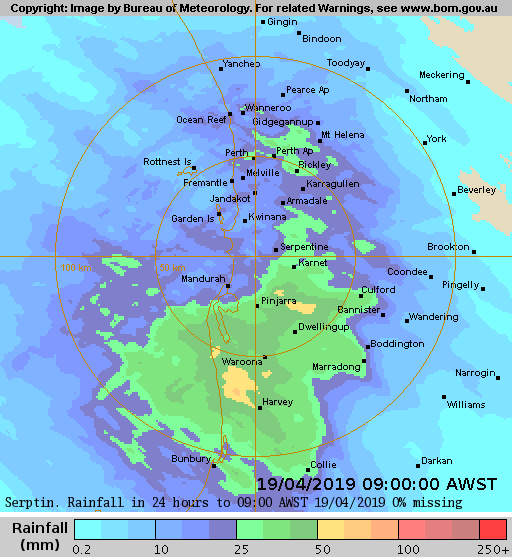 Copyright: Image by Bureau of Meteorology. For related Warnings, see www.bom.gov.au
Gingin
Bindoon
Yanchep
Toodyay
Meckering
Pearce Ap
Northam
Wanneroo
Ocean Reef
Gidgegannup
Mt Helena
York
Perth
Perth Ap
Rottnest Is
Bickley
Melville
Fremantle
Karragullen
Beverley
Jandakot
Armadale
Garden Is
Kwinana
Serpentine
Brookton
100 km
50 km
Karnet
Coondee
Mandurah
Pingelly
Culford
Pinjarra
Bannister
Wandering
Dwellingup
Boddington
Waroona
Marradong
Narrogin
Harvey
Williams
Bunbury
Collie
Darkan
19/04/2019 09:00:00 AWST
Serptin. Rainfall in 24 hours to 09:00 AWST 19/04/2019 0% missing
Rainfall
(mm)
0.2 10 25 50 100 250+